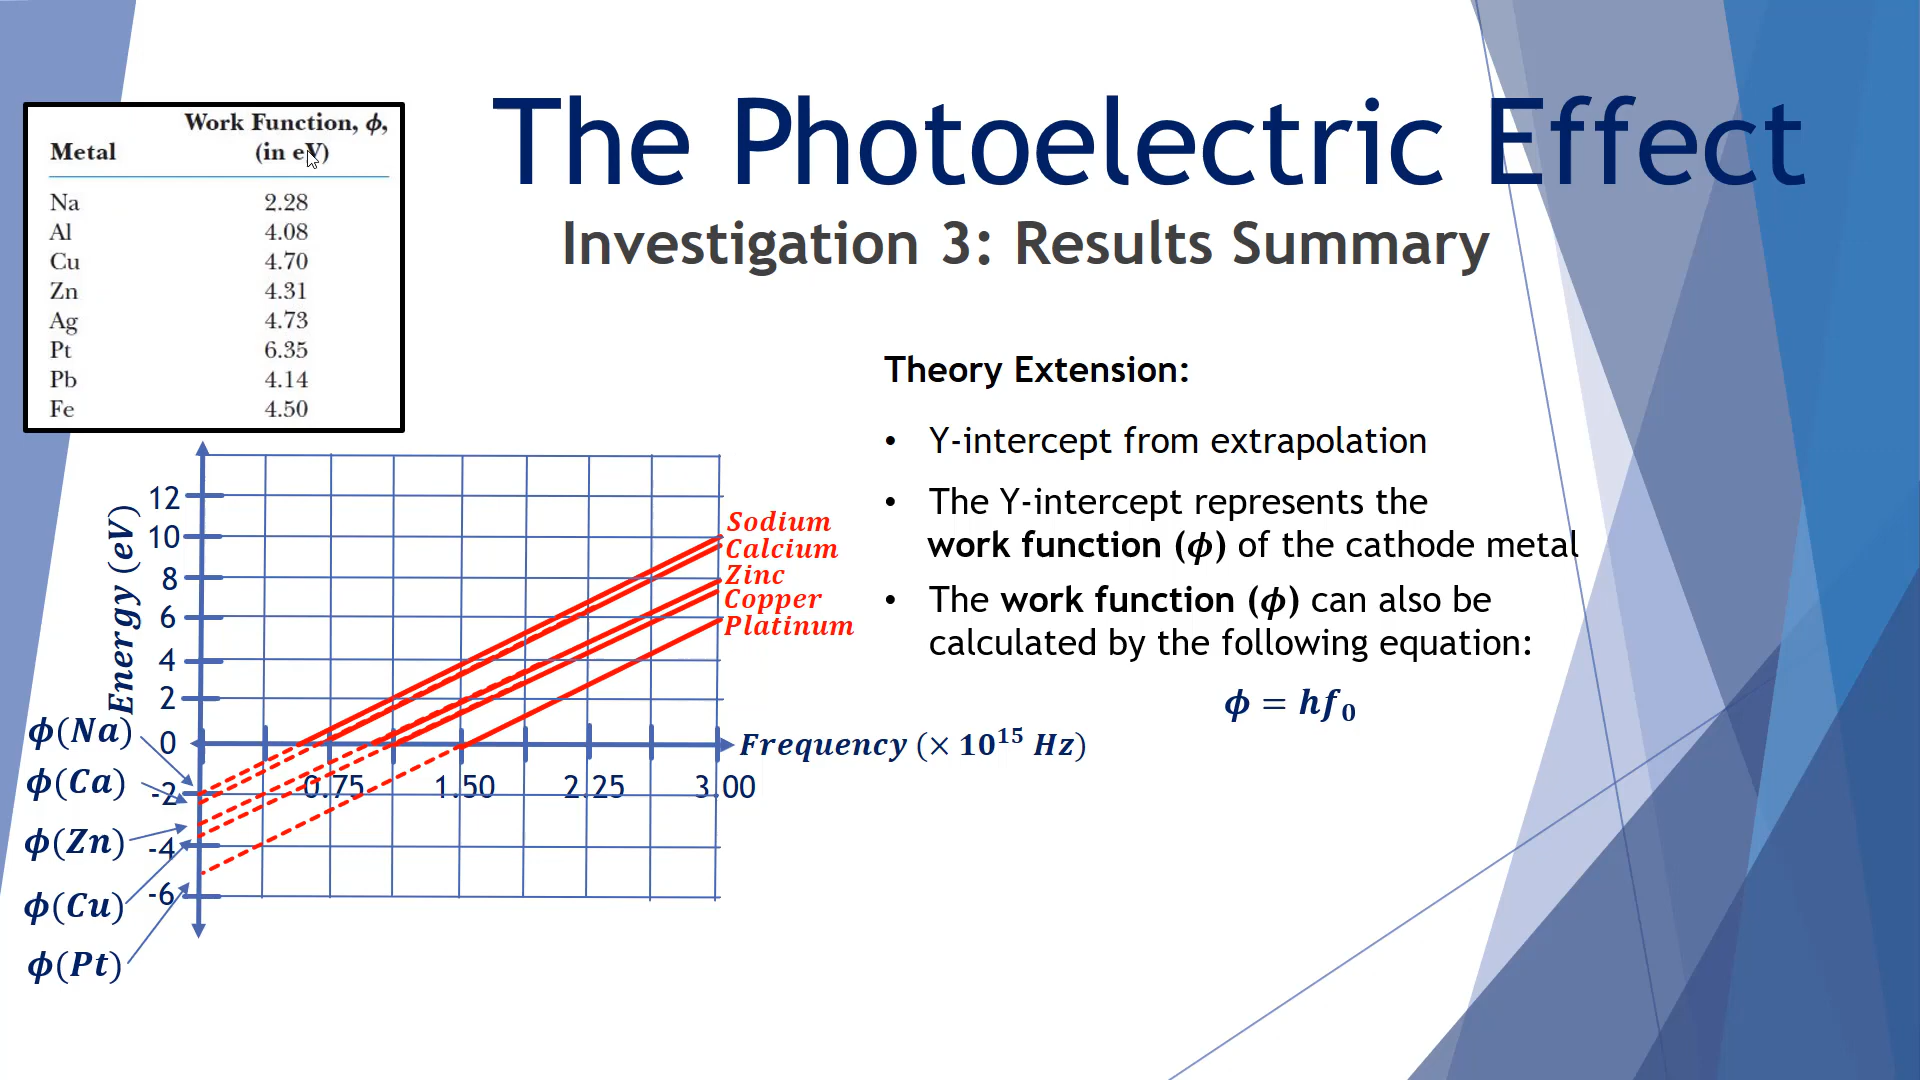 The Photoelectric Effect
Investigation 3: Results Summary
Metal Work Function, ϕ, (in eV)
Na 2.28
Al 4.08
Cu 4.70
Zn 4.31
Ag 4.73
Pt 6.35
Pb 4.14
Fe 4.50
Theory Extension:
• Y-intercept from extrapolation
• The Y-intercept represents the
work function (ϕ) of the cathode metal
• The work function (ϕ) can also be
calculated by the following equation:
ϕ = hf₀
Energy (eV)
12
10
8
6
4
2
0
-2
-4
-6
Sodium
Calcium
Zinc
Copper
Platinum
Frequency (× 10¹⁵ Hz)
0.75 1.50 2.25 3.00
ϕ(Na)
ϕ(Ca)
ϕ(Zn)
ϕ(Cu)
ϕ(Pt)